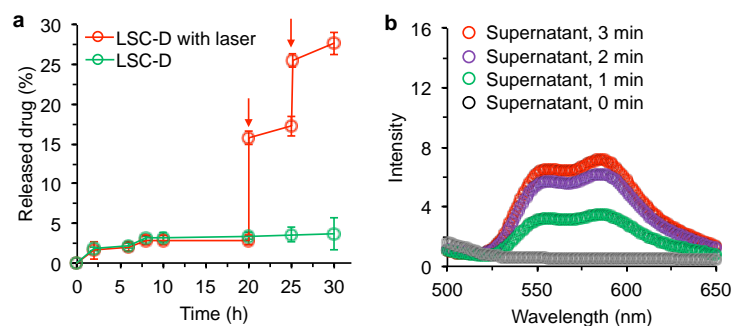 a
30
25
20
15
10
5
0
Released drug (%)
LSC-D with laser
LSC-D
0 5 10 15 20 25 30
Time (h)
b
16
12
8
4
0
Intensity
Supernatant, 3 min
Supernatant, 2 min
Supernatant, 1 min
Supernatant, 0 min
500 550 600 650
Wavelength (nm)